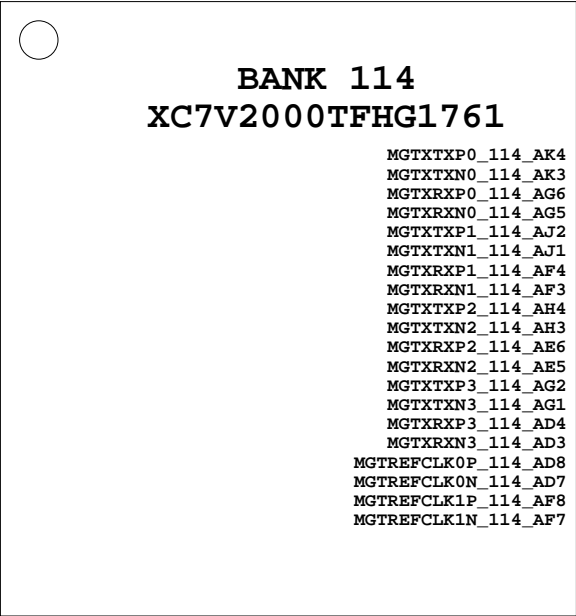 BANK 114
XC7V2000TFHG1761
MGTXTXP0_114_AK4
MGTXTXN0_114_AK3
MGTXRXP0_114_AG6
MGTXRXN0_114_AG5
MGTXTXP1_114_AJ2
MGTXTXN1_114_AJ1
MGTXRXP1_114_AF4
MGTXRXN1_114_AF3
MGTXTXP2_114_AH4
MGTXTXN2_114_AH3
MGTXRXP2_114_AE6
MGTXRXN2_114_AE5
MGTXTXP3_114_AG2
MGTXTXN3_114_AG1
MGTXRXP3_114_AD4
MGTXRXN3_114_AD3
MGTREFCLK0P_114_AD8
MGTREFCLK0N_114_AD7
MGTREFCLK1P_114_AF8
MGTREFCLK1N_114_AF7